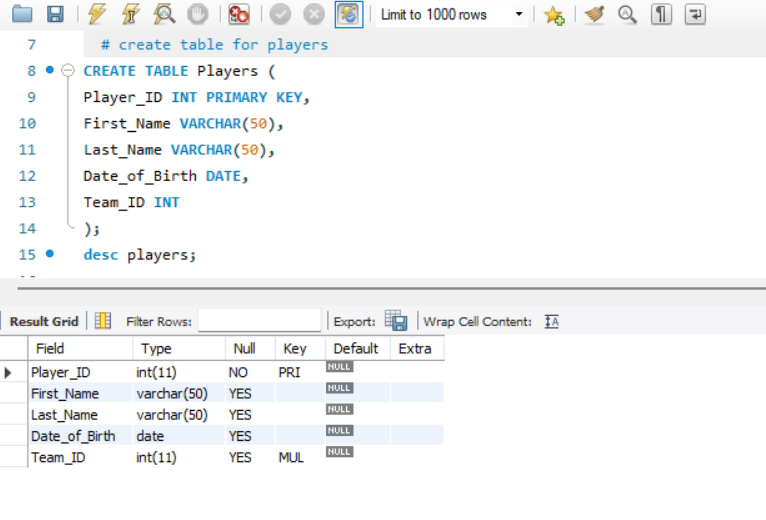 Limit to 1000 rows
7 # create table for players
8 CREATE TABLE Players (
9 Player_ID INT PRIMARY KEY,
10 First_Name VARCHAR(50),
11 Last_Name VARCHAR(50),
12 Date_of_Birth DATE,
13 Team_ID INT
14 );
15 desc players;
Result Grid Filter Rows: Export: Wrap Cell Content: IA
Field Type Null Key Default Extra
Player_ID int(11) NO PRI NULL
First_Name varchar(50) YES NULL
Last_Name varchar(50) YES NULL
Date_of_Birth date YES NULL
Team_ID int(11) YES MUL NULL